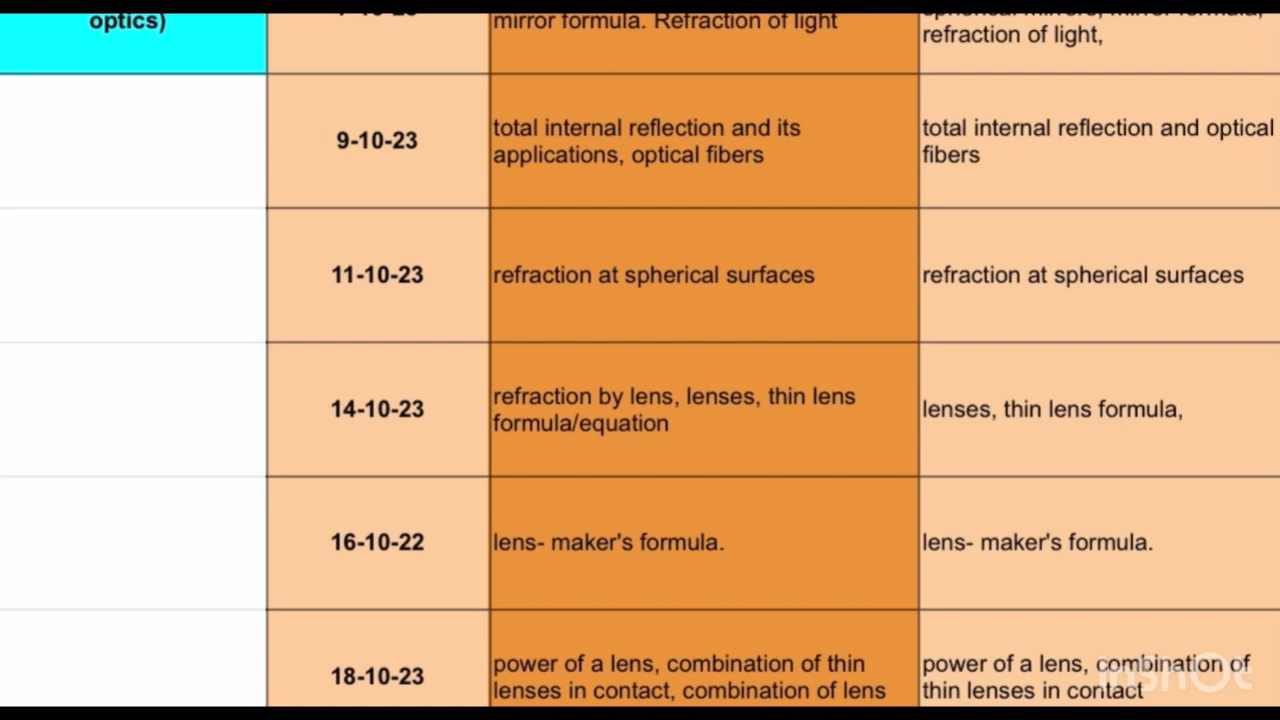 optics)
mirror formula. Refraction of light
refraction of light,
9-10-23
total internal reflection and its
applications, optical fibers
total internal reflection and optical
fibers
11-10-23
refraction at spherical surfaces
refraction at spherical surfaces
14-10-23
refraction by lens, lenses, thin lens
formula/equation
lenses, thin lens formula,
16-10-22
lens- maker's formula.
lens- maker's formula.
18-10-23
power of a lens, combination of thin
lenses in contact, combination of lens
power of a lens, combination of
thin lenses in contact
InShOt